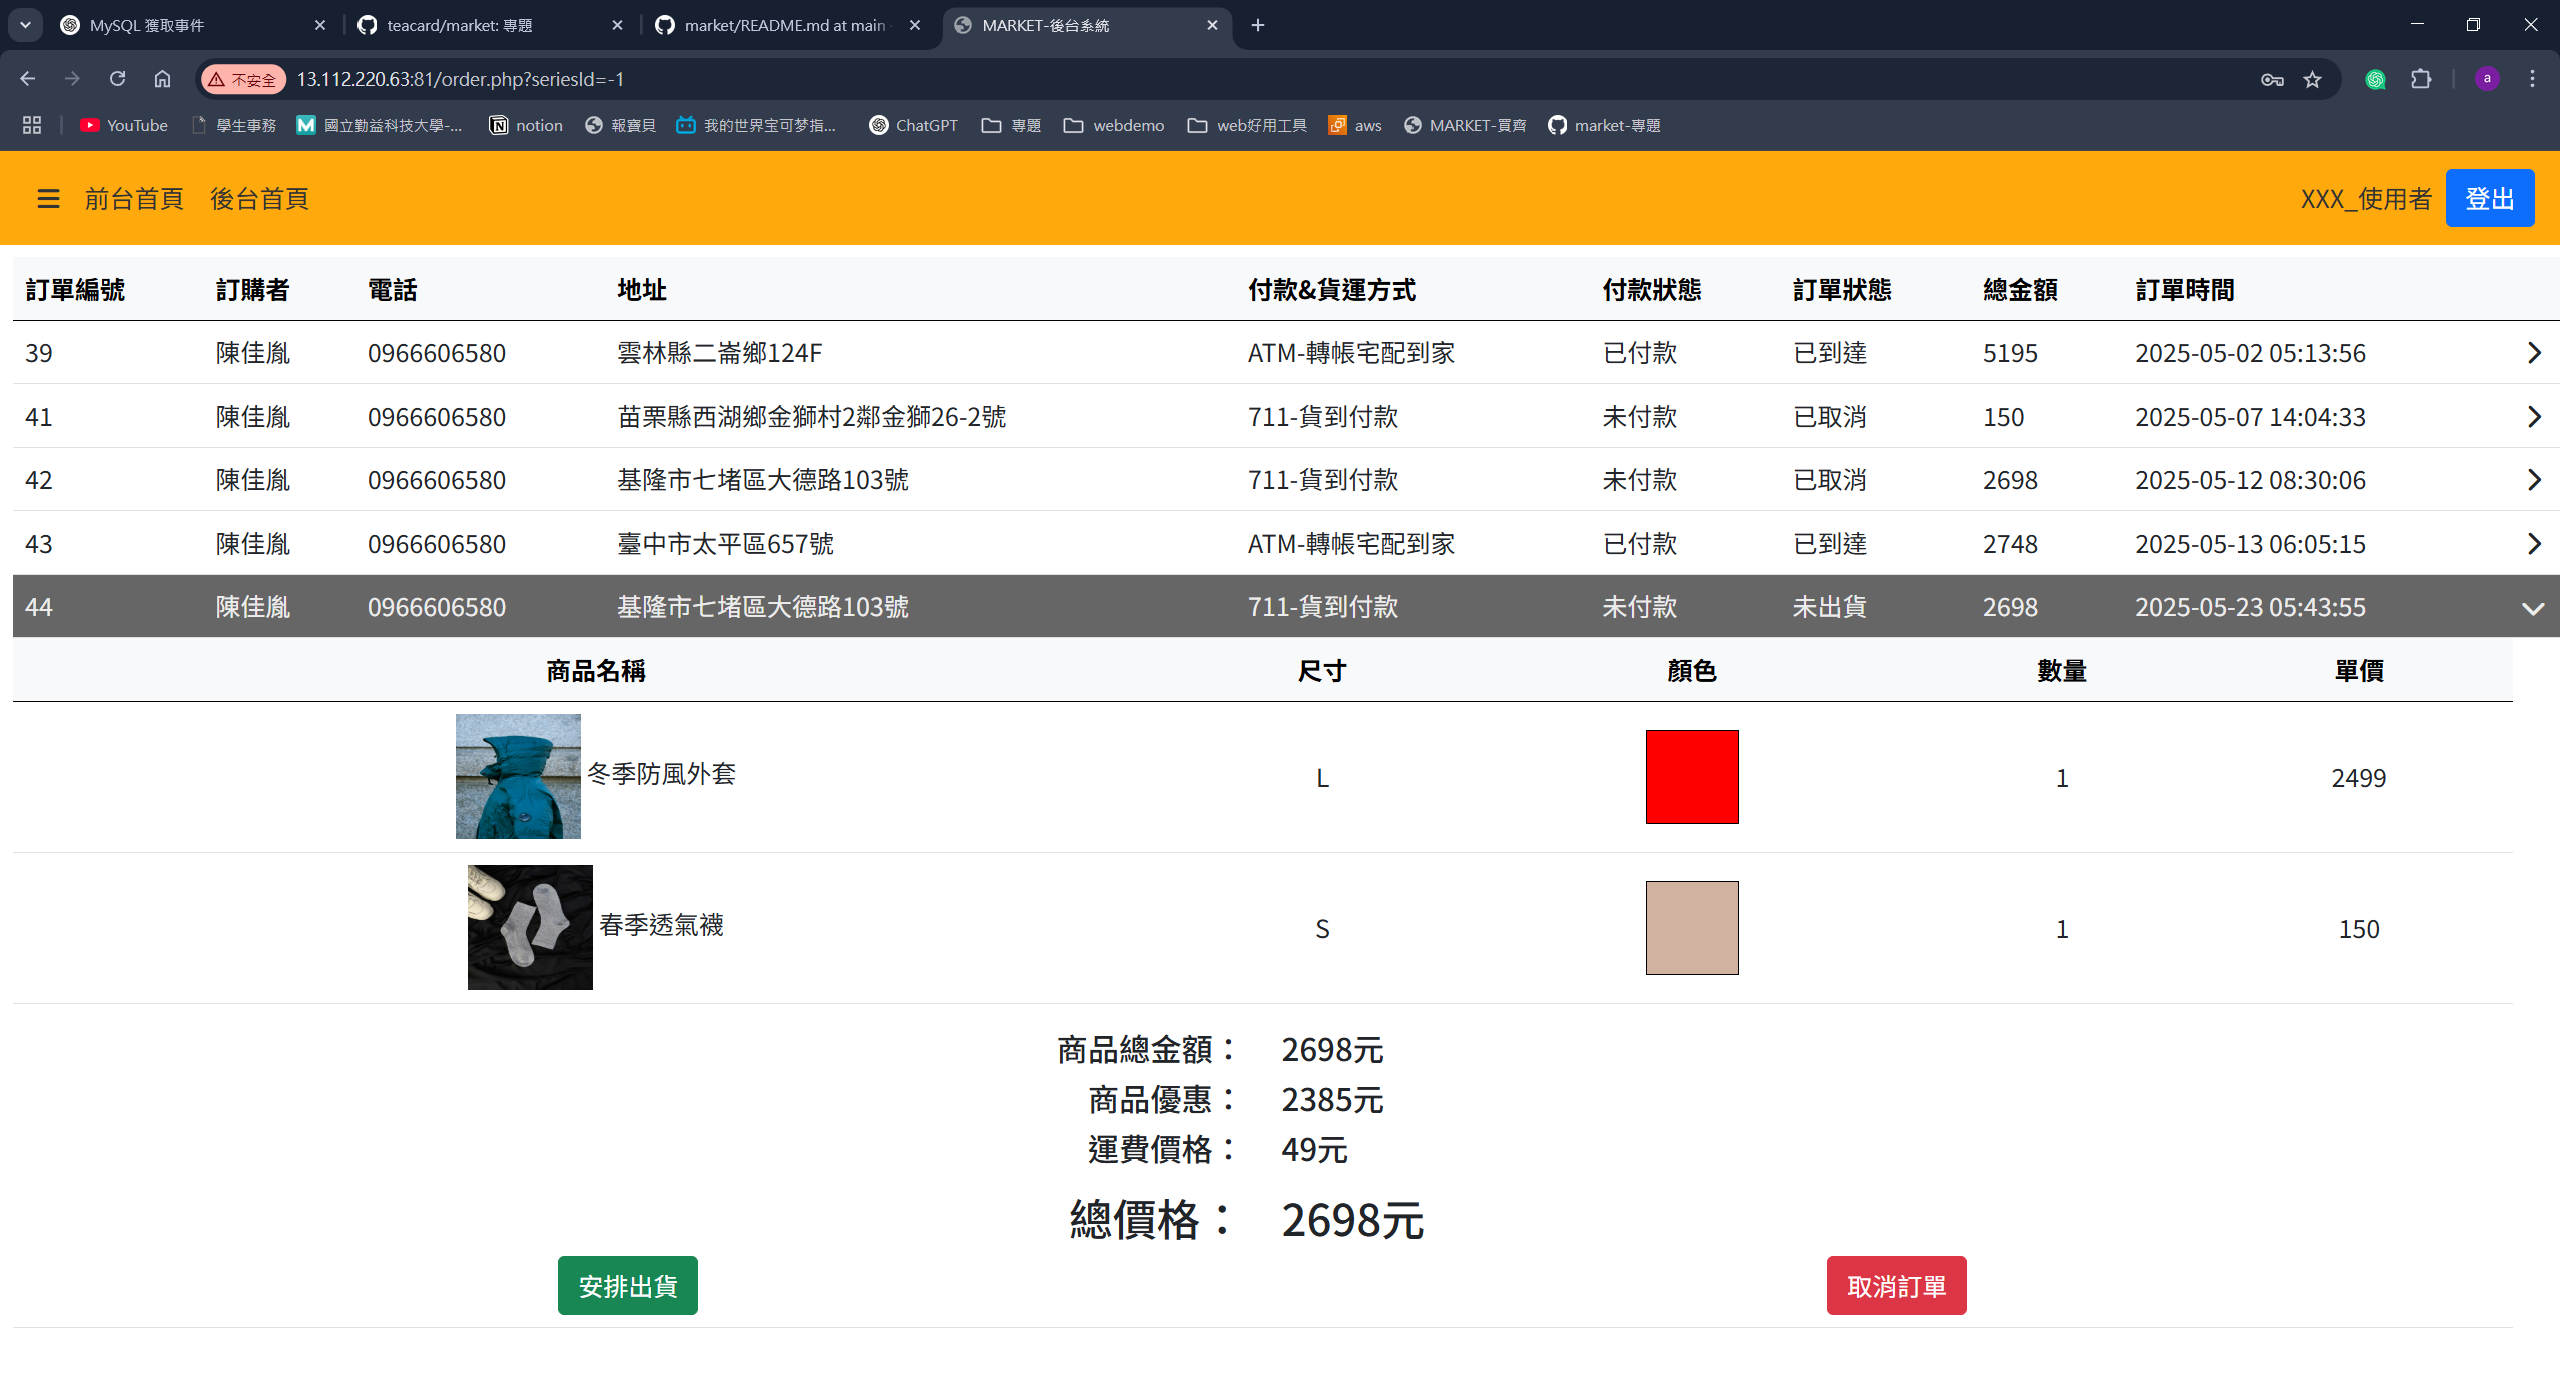 MySQL 獲取事件
teacard/market: 專題
market/README.md at main
MARKET-後台系統
不安全 13.112.220.63:81/order.php?seriesId=-1
a
YouTube 學生事務 國立勤益科技大學-... notion 報寶貝 我的世界宝可梦指... ChatGPT 專題 webdemo web好用工具 aws MARKET-買齊 market-專題
前台首頁 後台首頁 XXX_使用者 登出
訂單編號 訂購者 電話 地址 付款&貨運方式 付款狀態 訂單狀態 總金額 訂單時間
39 陳佳胤 0966606580 雲林縣二崙鄉124F ATM-轉帳宅配到家 已付款 已到達 5195 2025-05-02 05:13:56
41 陳佳胤 0966606580 苗栗縣西湖鄉金獅村2鄰金獅26-2號 711-貨到付款 未付款 已取消 150 2025-05-07 14:04:33
42 陳佳胤 0966606580 基隆市七堵區大德路103號 711-貨到付款 未付款 已取消 2698 2025-05-12 08:30:06
43 陳佳胤 0966606580 臺中市太平區657號 ATM-轉帳宅配到家 已付款 已到達 2748 2025-05-13 06:05:15
44 陳佳胤 0966606580 基隆市七堵區大德路103號 711-貨到付款 未付款 未出貨 2698 2025-05-23 05:43:55
商品名稱 尺寸 顏色 數量 單價
冬季防風外套 L 1 2499
春季透氣襪 S 1 150
商品總金額： 2698元
商品優惠： 2385元
運費價格： 49元
總價格： 2698元
安排出貨 取消訂單